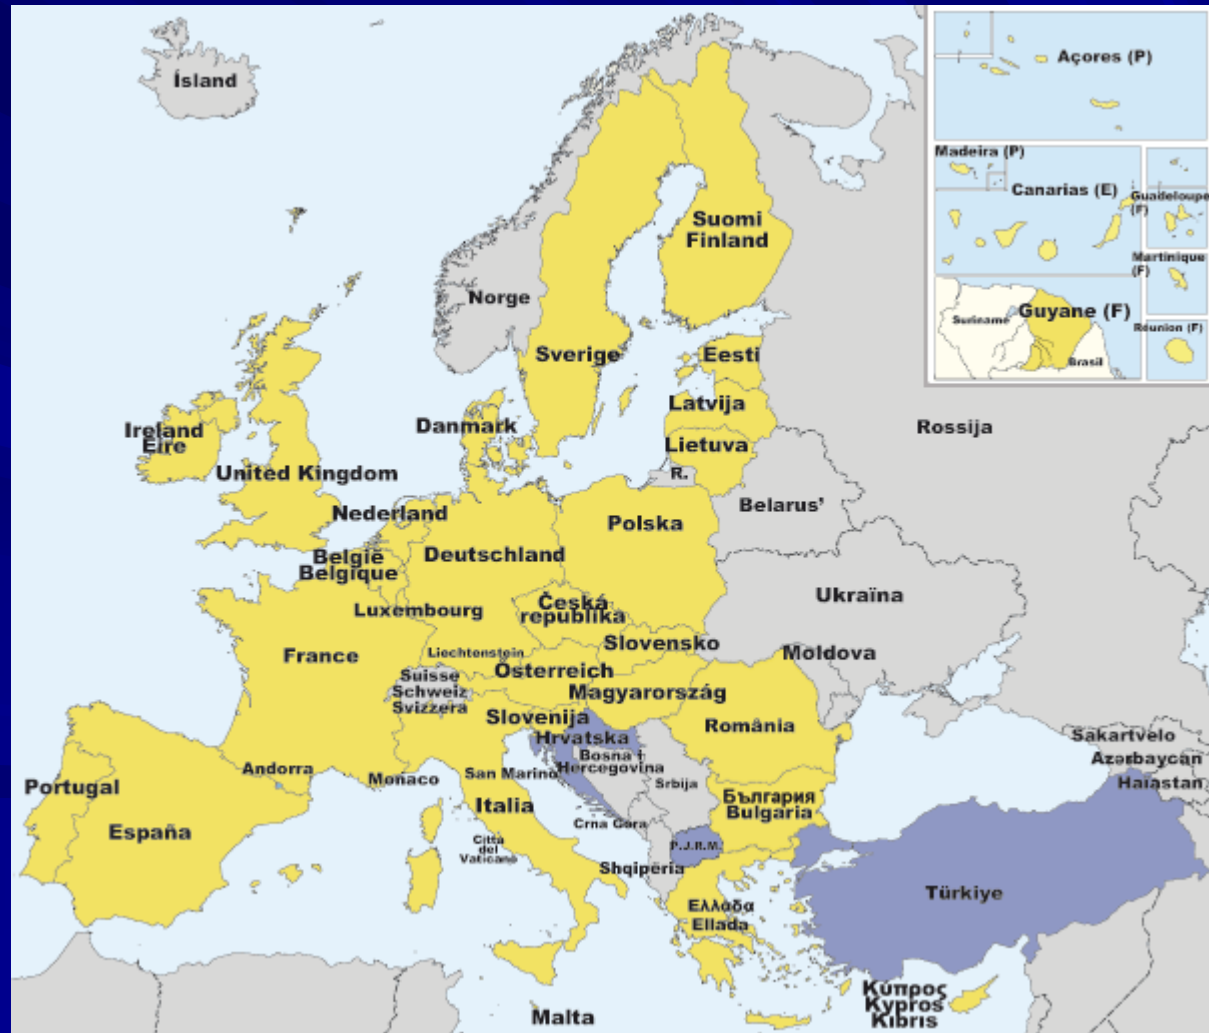 Ísland
Açores (P)
Madeira (P)
Canarias (E)
Guadeloupe
(F)
Martinique
(F)
Guyane (F)
Suriname
Brasil
Réunion (F)
Suomi
Finland
Norge
Sverige
Eesti
Latvija
Lietuva
R.
Danmark
Ireland
Éire
United Kingdom
Nederland
België
Belgique
Deutschland
Polska
Belarus'
Rossija
Luxembourg
Česká
republika
Ukraïna
Slovensko
France
Liechtenstein
Österreich
Moldova
Suisse
Schweiz
Svizzera
Magyarország
Slovenija
România
Hrvatska
Bosna i
Hercegovina
Srbija
Sakartvelo
Azərbaycan
Haïastan
Portugal
Andorra
Monaco
San Marino
Italia
България
Bulgaria
España
Città
del
Vaticano
Crna Gora
P.J.R.M.
Shqipëria
Türkiye
Ελλάδα
Ellada
Κύπρος
Kypros
Kıbrıs
Malta